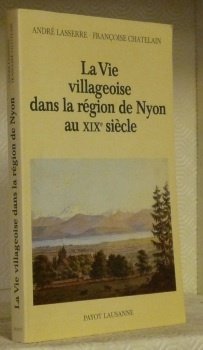 ANDRÉ LASSERRE · FRANÇOISE CHATELAIN
La Vie
villageoise
dans la région de Nyon
au XIXᵉ siècle
PAYOT LAUSANNE
La Vie villageoise dans la région de Nyon